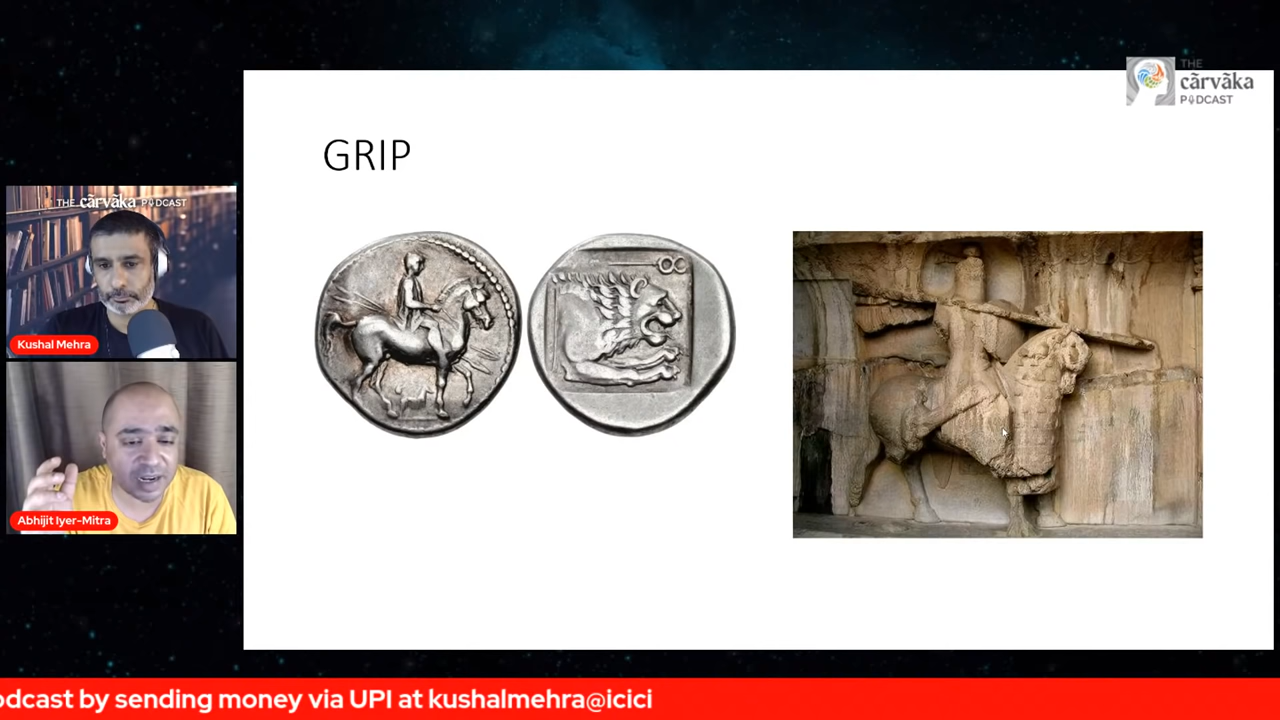 THE
cārvāka
PODCAST
GRIP
THE cārvāka PODCAST
Kushal Mehra
Abhijit Iyer-Mitra
odcast by sending money via UPI at kushalmehra@icici